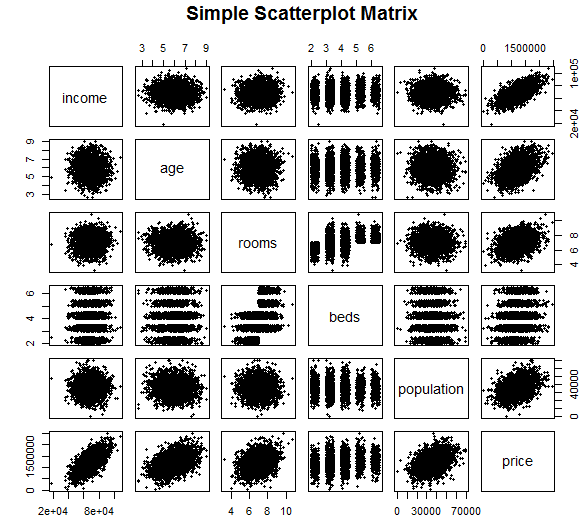 Simple Scatterplot Matrix
3 5 7 9
2 3 4 5 6
0 1500000
income
2e+04 1e+05
3 5 6 7 9
age
rooms
4 6 8
2 4 6
beds
population
0 40000
0 1500000
price
2e+04 8e+04
4 6 8 10
0 30000 70000